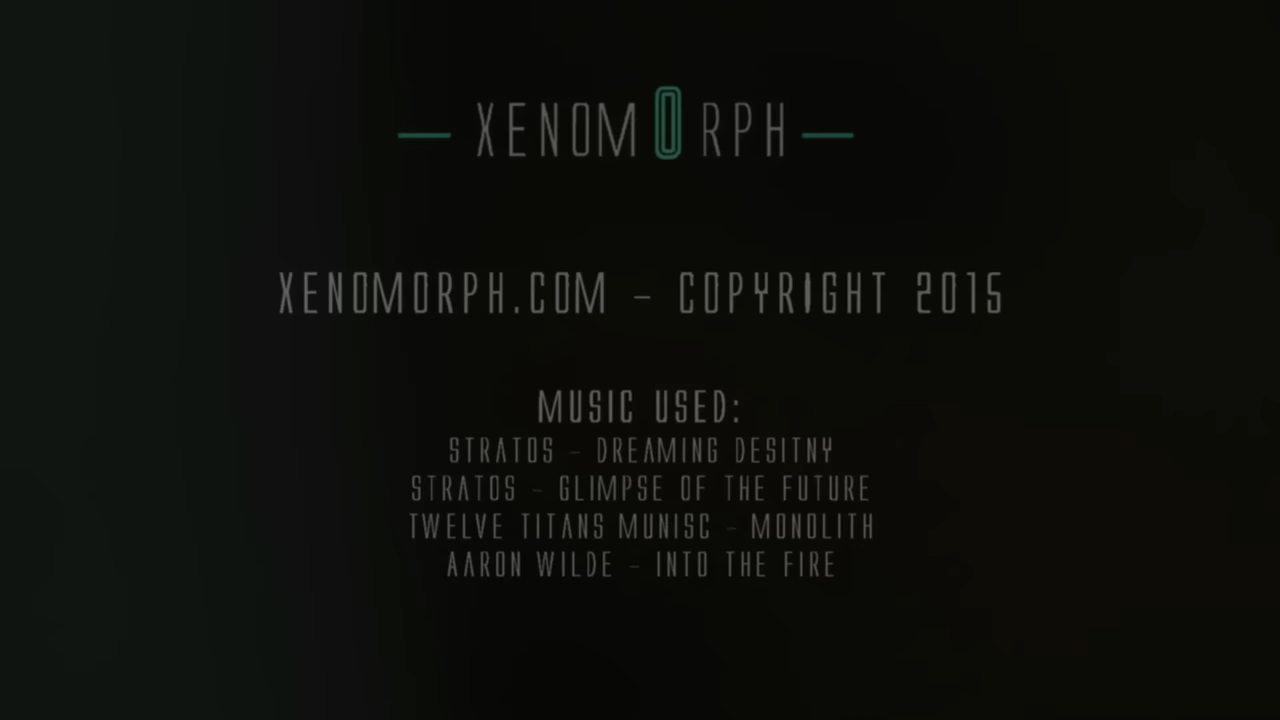 — XENOMORPH —
XENOMORPH.COM - COPYRIGHT 2015
MUSIC USED:
STRATOS - DREAMING DESITNY
STRATOS - GLIMPSE OF THE FUTURE
TWELVE TITANS MUNISC - MONOLITH
AARON WILDE - INTO THE FIRE